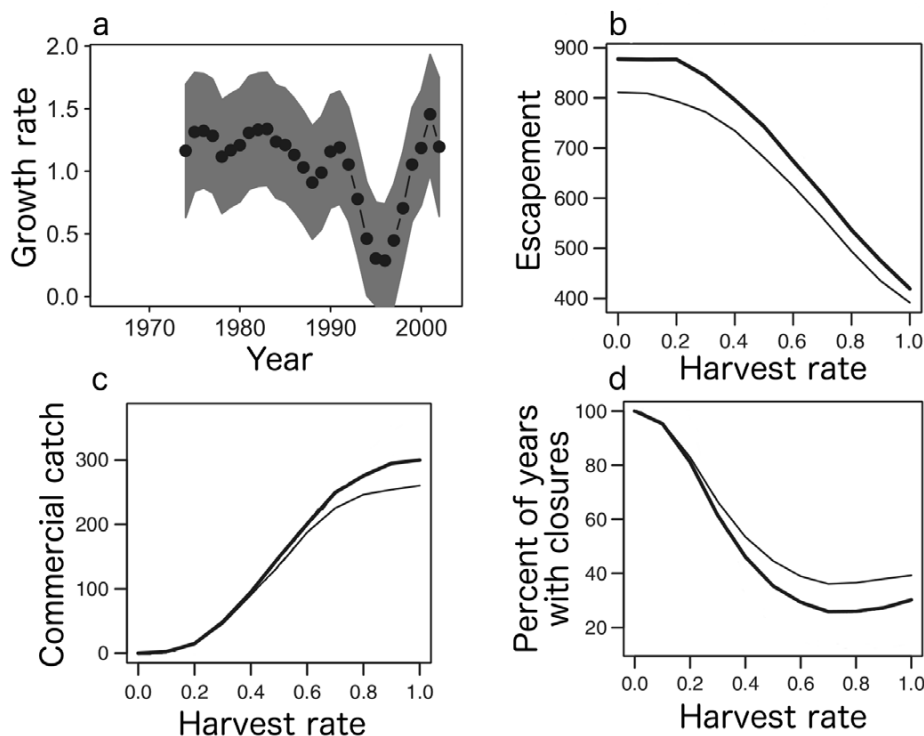 a
Growth rate
2.0
1.5
1.0
0.5
0.0
1970 1980 1990 2000
Year
b
Escapement
900
800
700
600
500
400
0.0 0.2 0.4 0.6 0.8 1.0
Harvest rate
c
Commercial catch
300
200
100
0
0.0 0.2 0.4 0.6 0.8 1.0
Harvest rate
d
Percent of years
with closures
100
80
60
40
20
0.0 0.2 0.4 0.6 0.8 1.0
Harvest rate